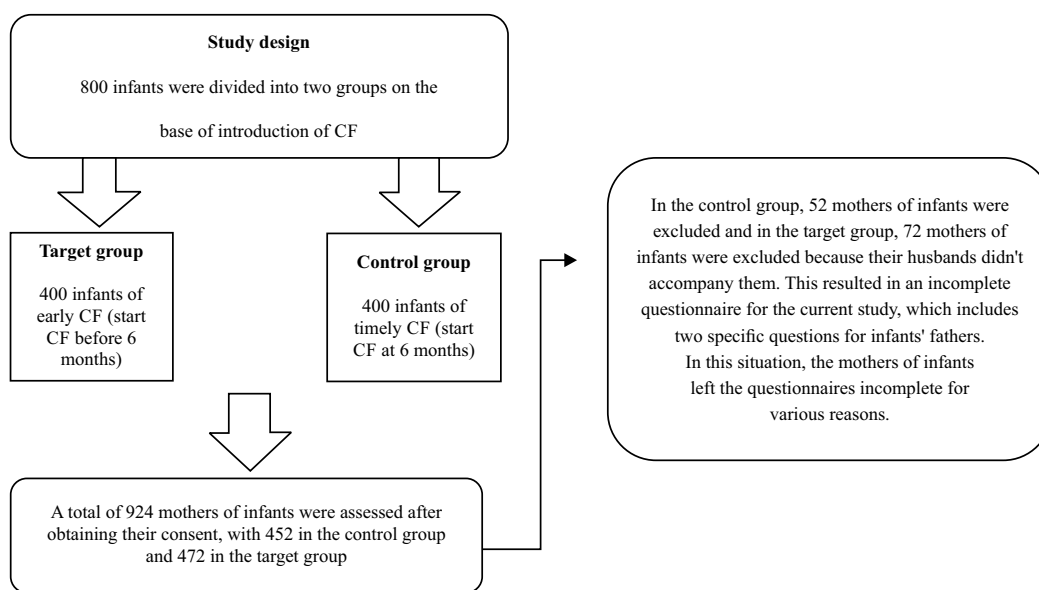 Study design
800 infants were divided into two groups on the
base of introduction of CF
Target group
400 infants of
early CF (start
CF before 6
months)
Control group
400 infants of
timely CF (start
CF at 6 months)
In the control group, 52 mothers of infants were
excluded and in the target group, 72 mothers of
infants were excluded because their husbands didn't
accompany them. This resulted in an incomplete
questionnaire for the current study, which includes
two specific questions for infants' fathers.
In this situation, the mothers of infants
left the questionnaires incomplete for
various reasons.
A total of 924 mothers of infants were assessed after
obtaining their consent, with 452 in the control group
and 472 in the target group